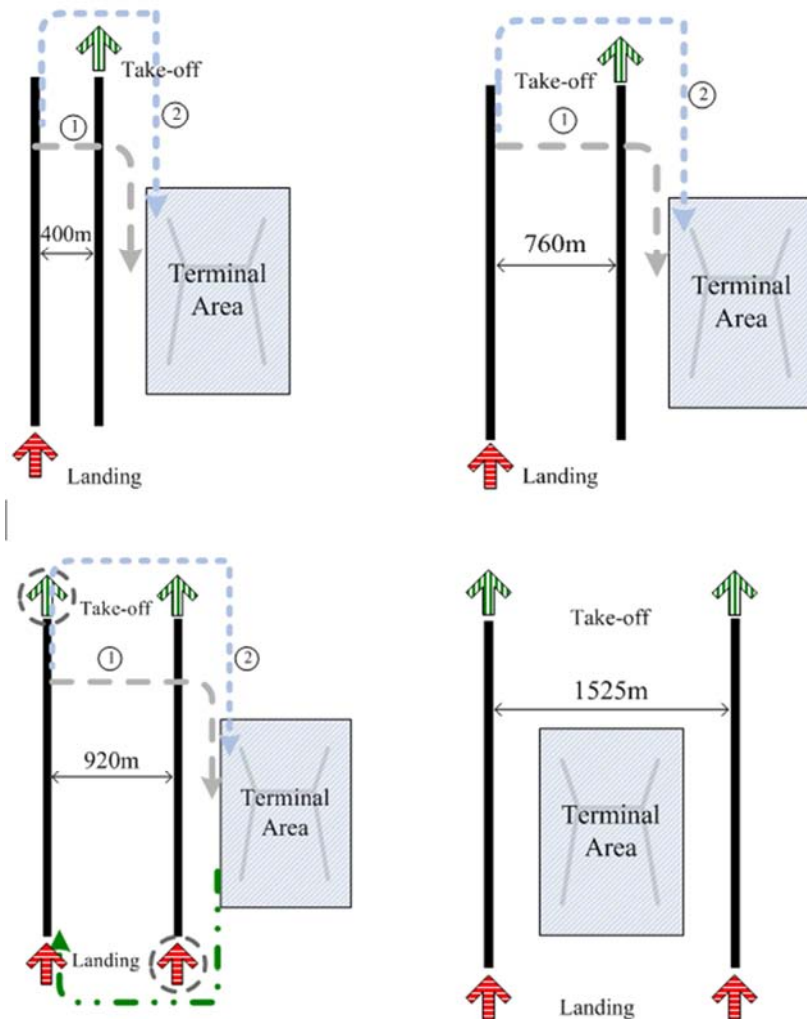 Take-off
①
②
400m
Terminal
Area
Landing
Take-off
①
②
760m
Terminal
Area
Landing
Take-off
①
②
920m
Terminal
Area
Landing
Take-off
1525m
Terminal
Area
Landing